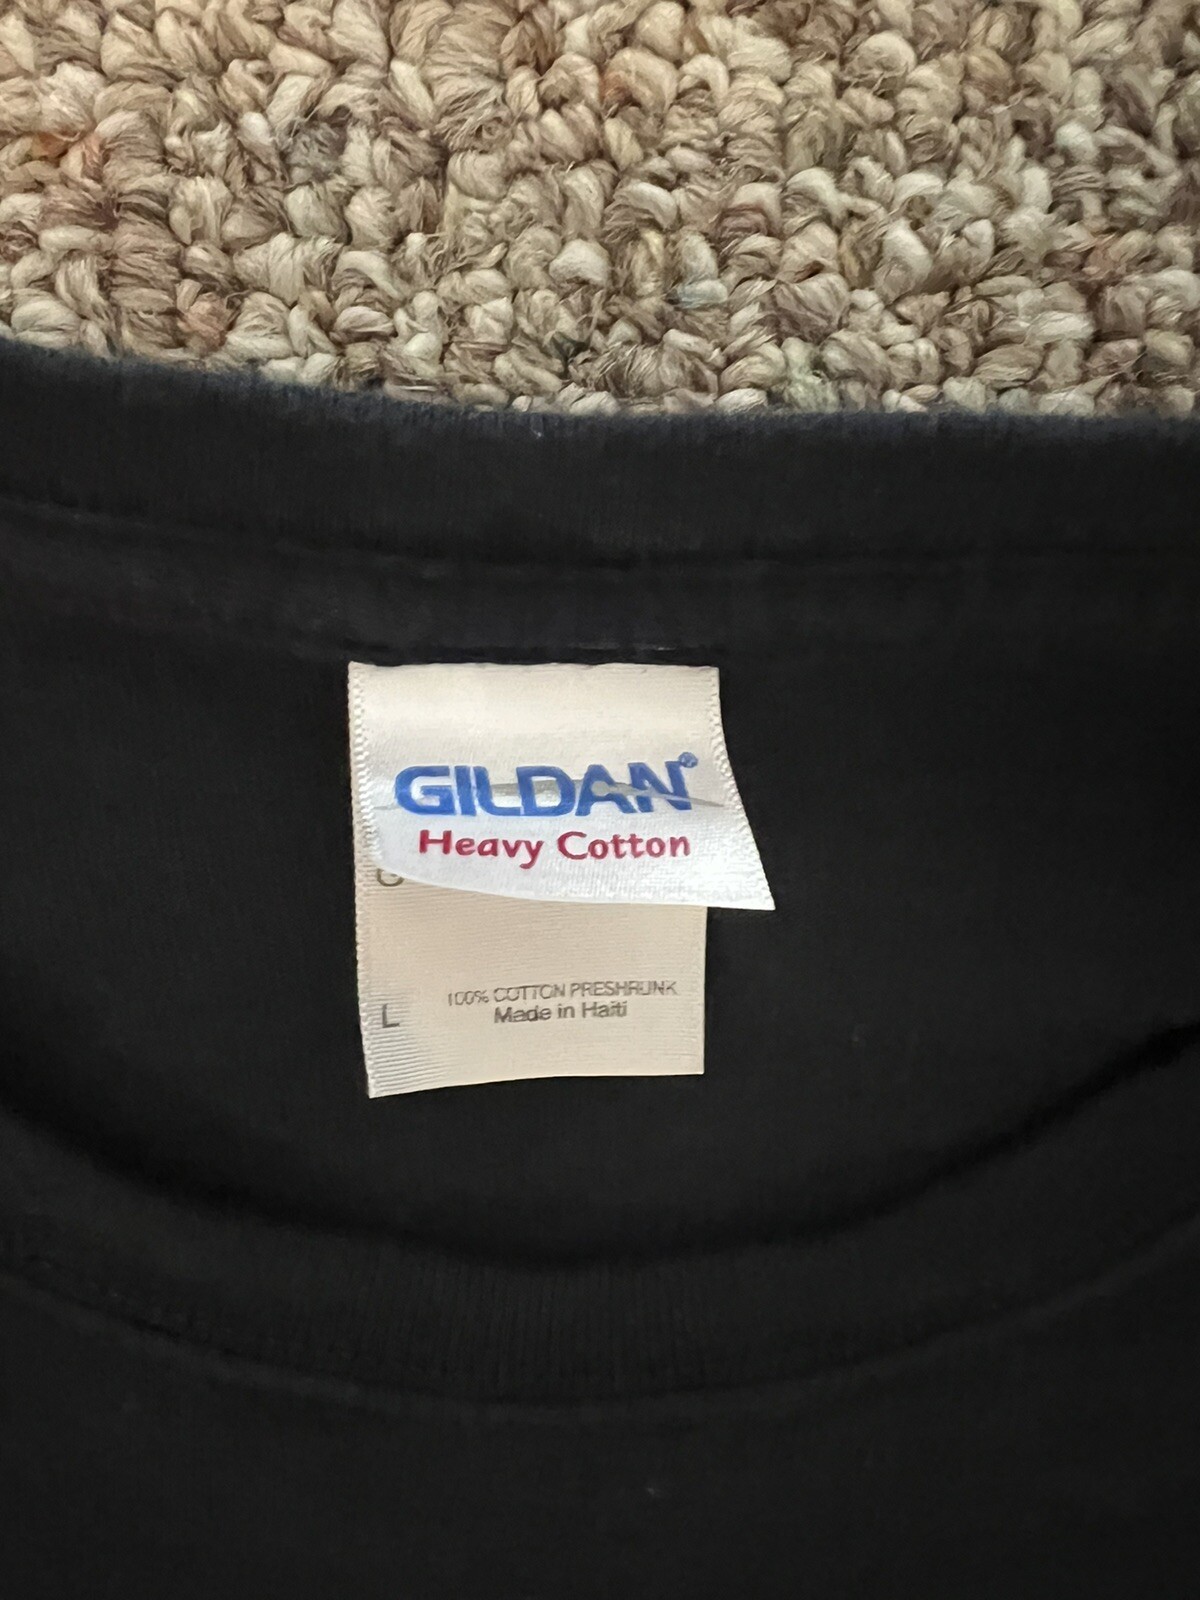 GILDAN®
Heavy Cotton
G
L
100% COTTON PRESHRUNK
Made in Haiti